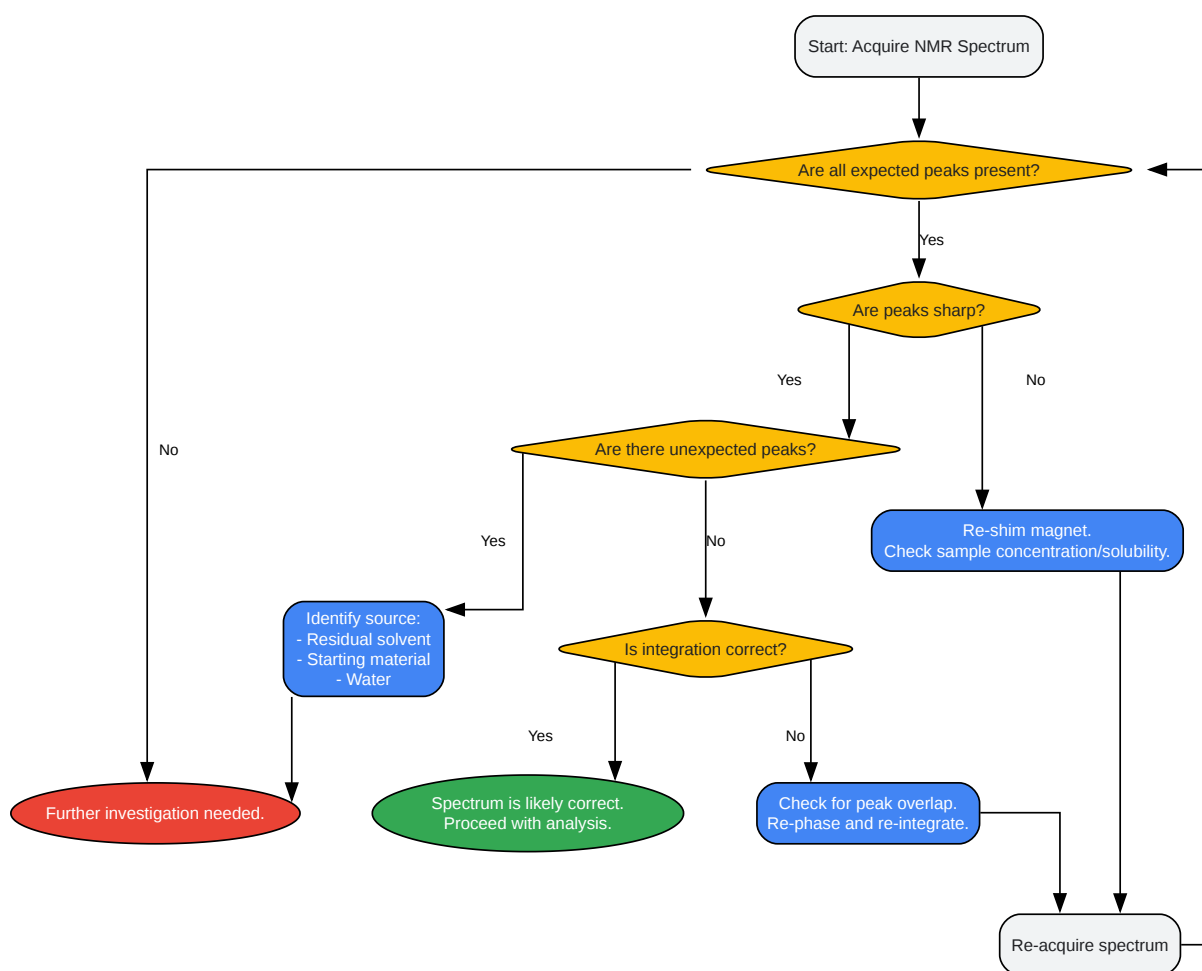 Start: Acquire NMR Spectrum
Are all expected peaks present?
Yes
Are peaks sharp?
Yes
No
No
Are there unexpected peaks?
Yes
No
Re-shim magnet.
Check sample concentration/solubility.
Identify source:
- Residual solvent
- Starting material
- Water
Is integration correct?
Yes
No
Further investigation needed.
Spectrum is likely correct.
Proceed with analysis.
Check for peak overlap.
Re-phase and re-integrate.
Re-acquire spectrum